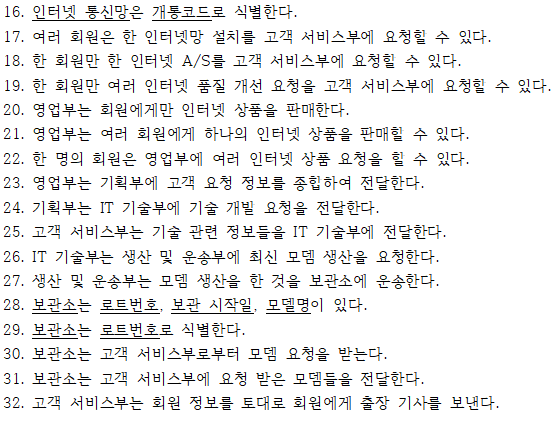 16. 인터넷 통신망은 개통코드로 식별한다.
17. 여러 회원은 한 인터넷망 설치를 고객 서비스부에 요청할 수 있다.
18. 한 회원만 한 인터넷 A/S를 고객 서비스부에 요청할 수 있다.
19. 한 회원만 여러 인터넷 품질 개선 요청을 고객 서비스부에 요청할 수 있다.
20. 영업부는 회원에게만 인터넷 상품을 판매한다.
21. 영업부는 여러 회원에게 하나의 인터넷 상품을 판매할 수 있다.
22. 한 명의 회원은 영업부에 여러 인터넷 상품 요청을 할 수 있다.
23. 영업부는 기획부에 고객 요청 정보를 종합하여 전달한다.
24. 기획부는 IT 기술부에 기술 개발 요청을 전달한다.
25. 고객 서비스부는 기술 관련 정보들을 IT 기술부에 전달한다.
26. IT 기술부는 생산 및 운송부에 최신 모뎀 생산을 요청한다.
27. 생산 및 운송부는 모뎀 생산을 한 것을 보관소에 운송한다.
28. 보관소는 로트번호, 보관 시작일, 모델명이 있다.
29. 보관소는 로트번호로 식별한다.
30. 보관소는 고객 서비스부로부터 모뎀 요청을 받는다.
31. 보관소는 고객 서비스부에 요청 받은 모뎀들을 전달한다.
32. 고객 서비스부는 회원 정보를 토대로 회원에게 출장 기사를 보낸다.